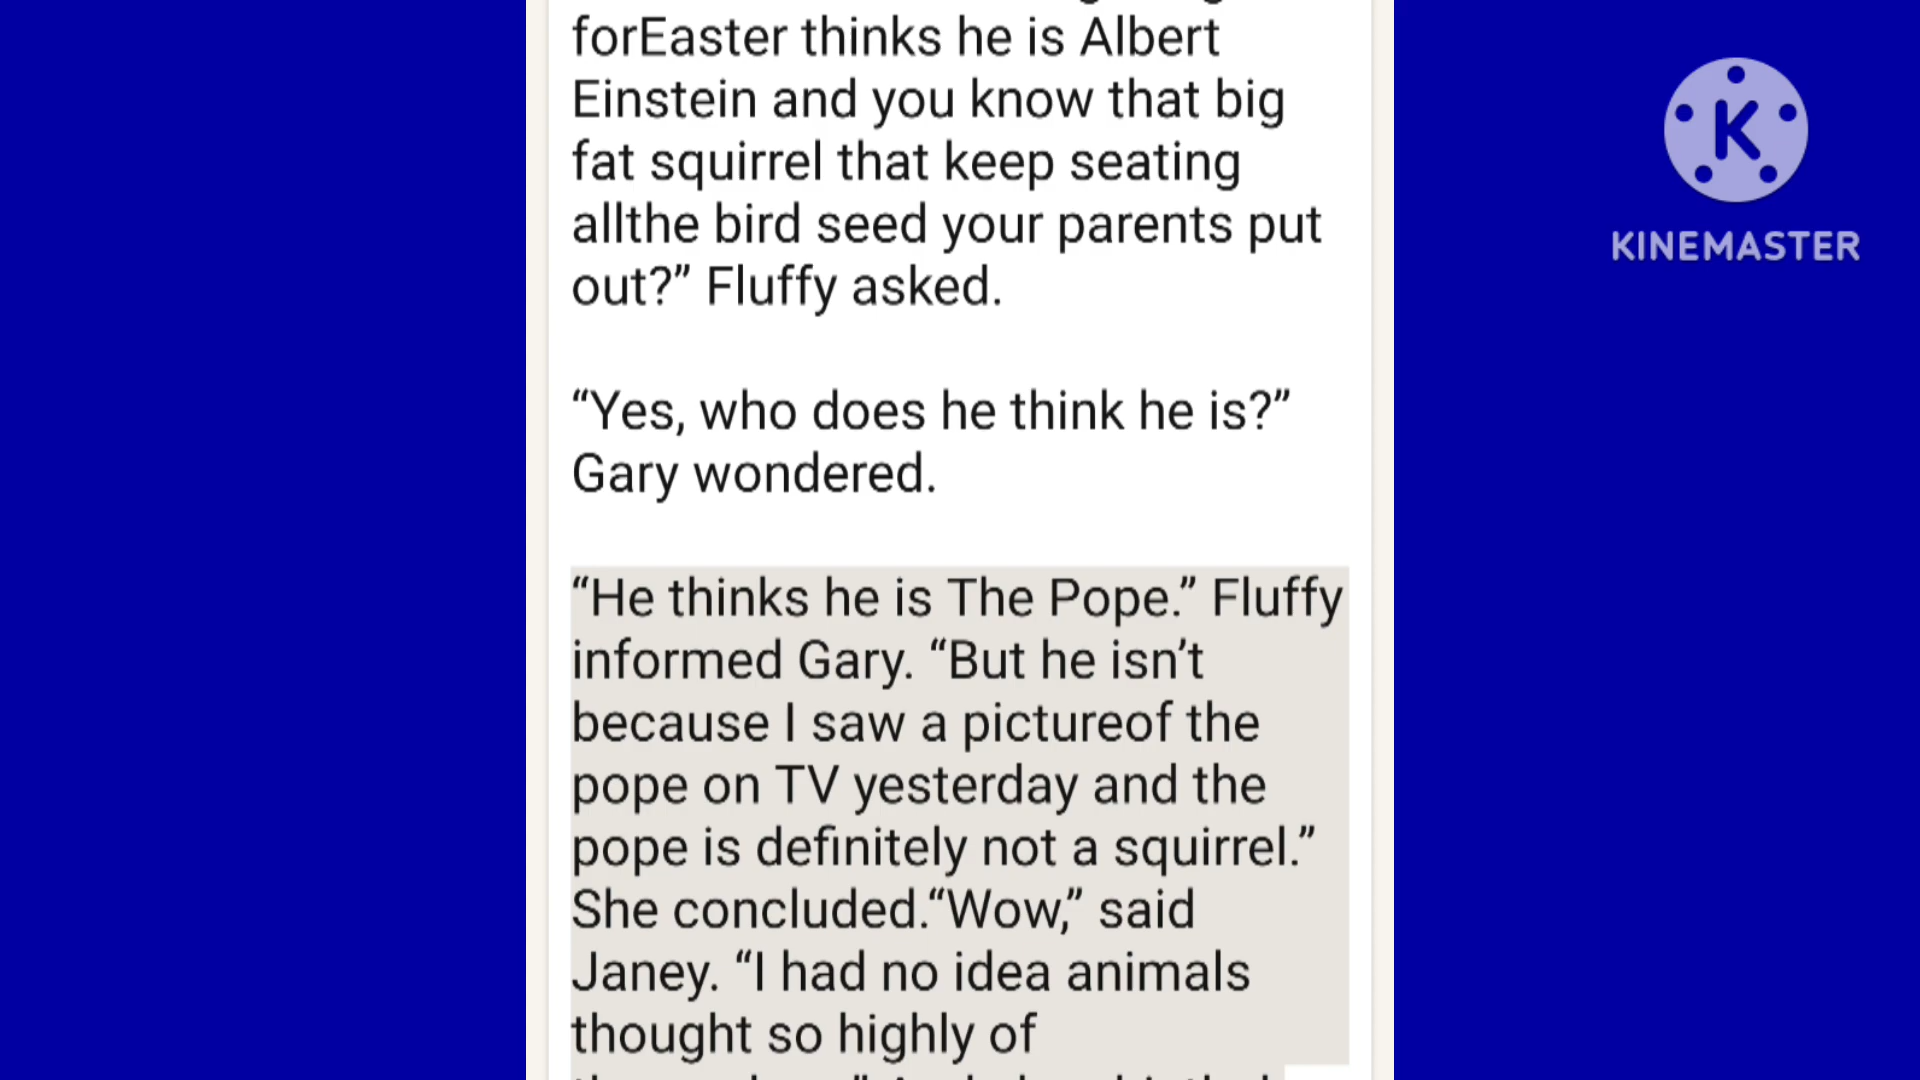 forEaster thinks he is Albert
Einstein and you know that big
fat squirrel that keep seating
allthe bird seed your parents put
out?” Fluffy asked.
“Yes, who does he think he is?”
Gary wondered.
“He thinks he is The Pope.” Fluffy
informed Gary. “But he isn’t
because I saw a pictureof the
pope on TV yesterday and the
pope is definitely not a squirrel.”
She concluded.“Wow,” said
Janey. “I had no idea animals
thought so highly of
K
KINEMASTER